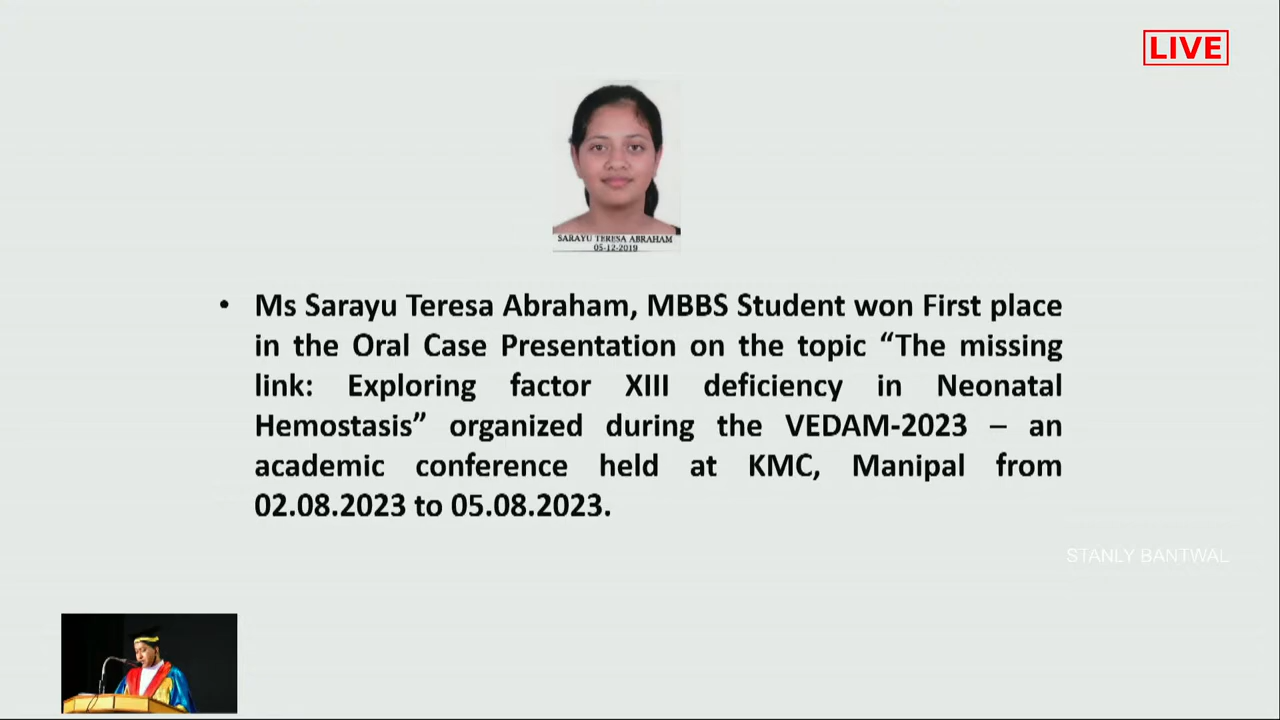 LIVE
SARAYU TERESA ABRAHAM
05-12-2019
• Ms Sarayu Teresa Abraham, MBBS Student won First place
in the Oral Case Presentation on the topic “The missing
link: Exploring factor XIII deficiency in Neonatal
Hemostasis” organized during the VEDAM-2023 – an
academic conference held at KMC, Manipal from
02.08.2023 to 05.08.2023.
STANLY BANTWAL